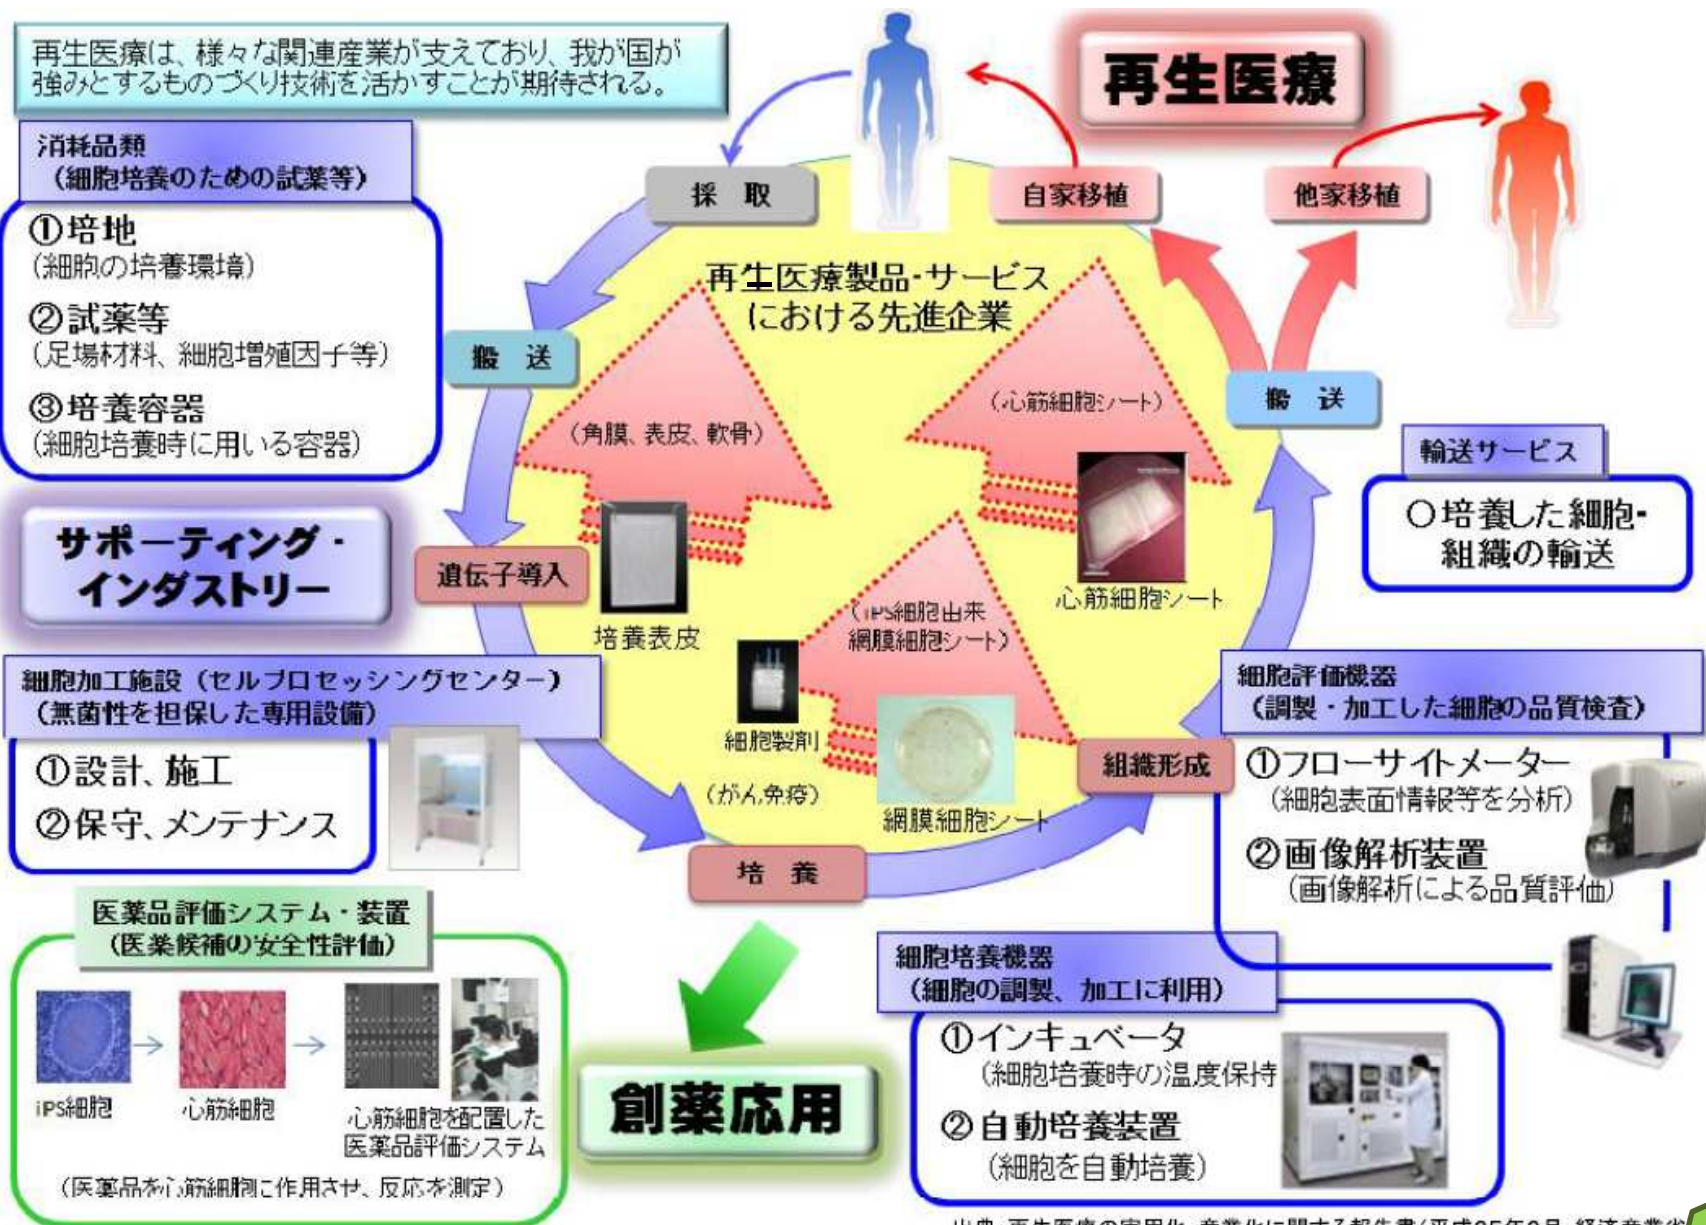 再生医療は、様々な関連産業が支えており、我が国が
強みとするものづくり技術を活かすことが期待される。
再生医療
消耗品類
（細胞培養のための試薬等）
①培地
（細胞の培養環境）
②試薬等
（足場材料、細胞増殖因子等）
③培養容器
（細胞培養時に用いる容器）
採 取
自家移植
他家移植
再生医療製品・サービス
における先進企業
搬 送
搬 送
（角膜、表皮、軟骨）
（心筋細胞シート）
輸送サービス
○培養した細胞・
組織の輸送
サポーティング・
インダストリー
遺伝子導入
培養表皮
心筋細胞シート
（iPS細胞由来
網膜細胞シート）
細胞製剤
（がん免疫）
網膜細胞シート
組織形成
培 養
細胞加工施設（セルプロセッシングセンター）
（無菌性を担保した専用設備）
①設計、施工
②保守、メンテナンス
細胞評価機器
（調製・加工した細胞の品質検査）
①フローサイトメーター
（細胞表面情報等を分析）
②画像解析装置
（画像解析による品質評価）
医薬品評価システム・装置
（医薬候補の安全性評価）
iPS細胞
心筋細胞
心筋細胞を配置した
医薬品評価システム
（医薬品を心筋細胞に作用させ、反応を測定）
創薬応用
細胞培養機器
（細胞の調製、加工に利用）
①インキュベータ
（細胞培養時の温度保持
②自動培養装置
（細胞を自動培養）